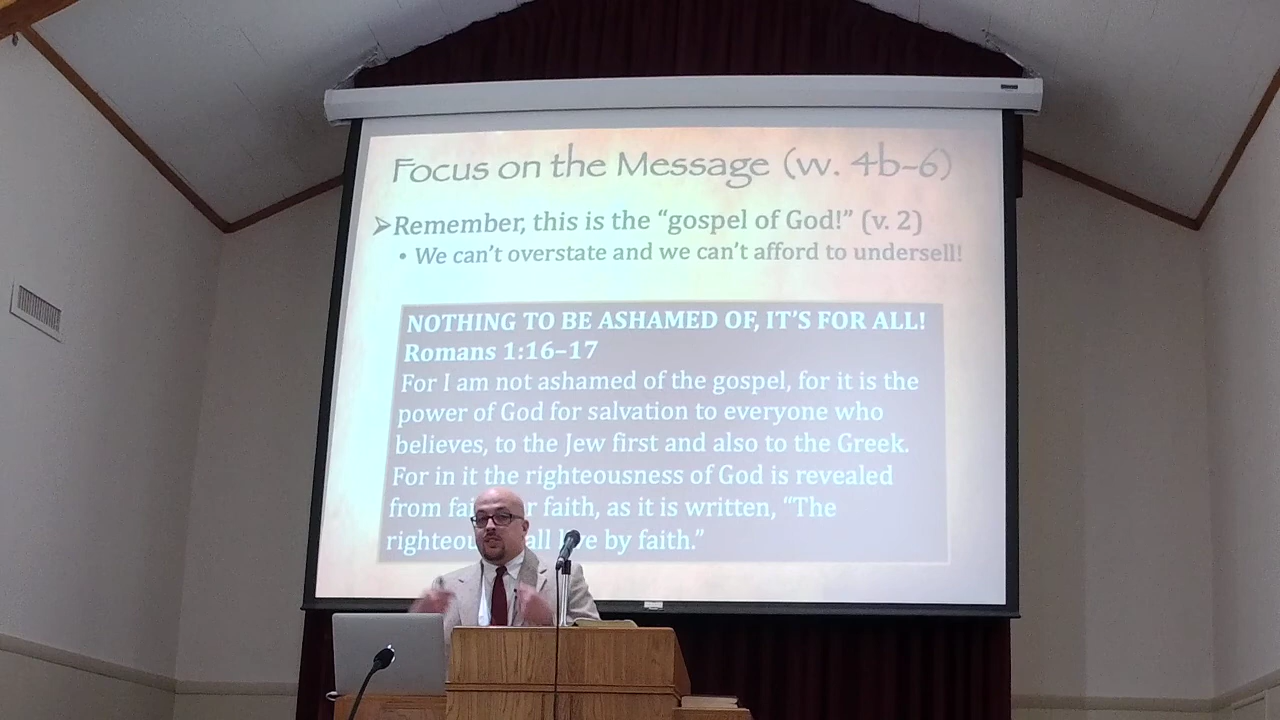 Focus on the Message (vv. 4b–6)
➢Remember, this is the “gospel of God!” (v. 2)
• We can’t overstate and we can’t afford to undersell!
NOTHING TO BE ASHAMED OF, IT’S FOR ALL!
Romans 1:16–17
For I am not ashamed of the gospel, for it is the
power of God for salvation to everyone who
believes, to the Jew first and also to the Greek.
For in it the righteousness of God is revealed
from faith, as it is written, “The
by faith.”